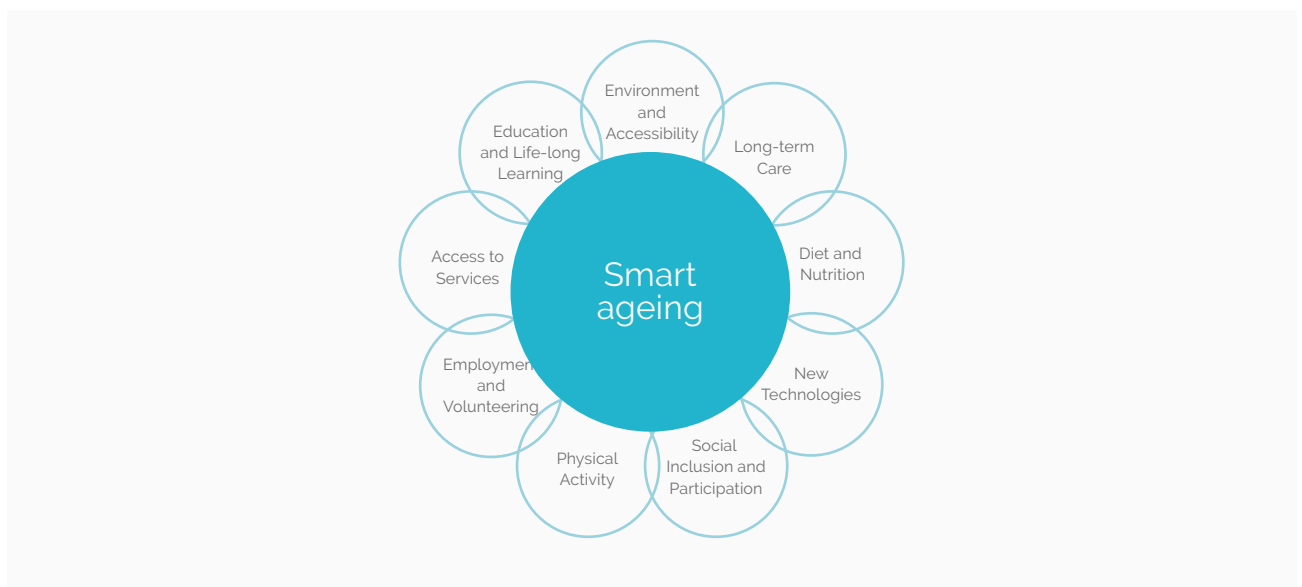 Environment
and
Accessibility
Long-term
Care
Diet and
Nutrition
New
Technologies
Social
Inclusion and
Participation
Physical
Activity
Employmen
and
Volunteering
Access to
Services
Education
and Life-long
Learning
Smart
ageing